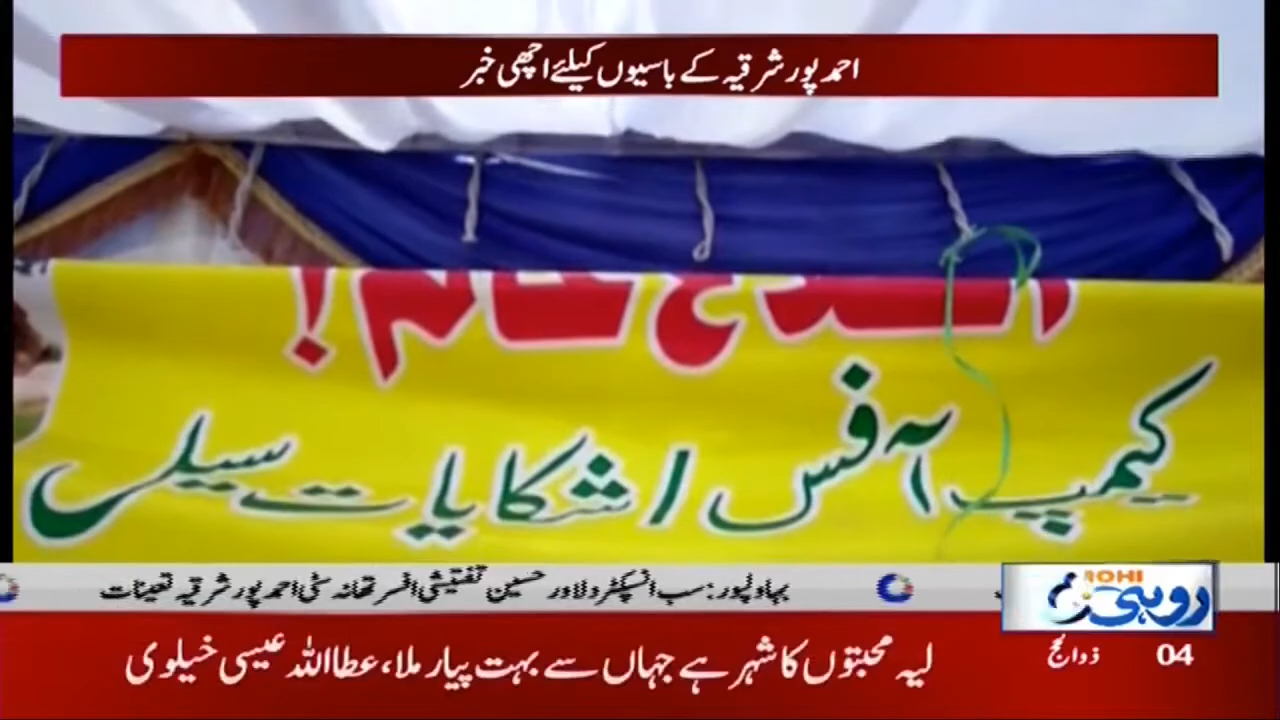 احمد پور شرقیہ کے باسیوں کیلئے اچھی خبر
کیمپ آفس اشکایات سیل
بہاولپور: سب انسپکٹر دلاور حسین تفتیشی افسر تھانہ سٹی احمد پور شرقیہ تعینات
ROHI
روہی
لیہ محبتوں کا شہر ہے جہاں سے بہت پیار ملا، عطااللہ عیسی خیلوی
04 ذوالحج